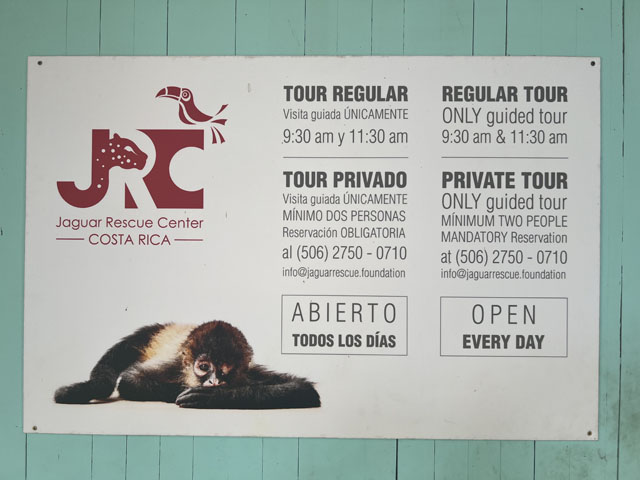 JRC
Jaguar Rescue Center
COSTA RICA
TOUR REGULAR
Visita guiada ÚNICAMENTE
9:30 am y 11:30 am
TOUR PRIVADO
Visita guiada ÚNICAMENTE
MÍNIMO DOS PERSONAS
Reservación OBLIGATORIA
al (506) 2750 - 0710
info@jaguarrescue.foundation
ABIERTO
TODOS LOS DÍAS
REGULAR TOUR
ONLY guided tour
9:30 am & 11:30 am
PRIVATE TOUR
ONLY guided tour
MÍNIMUM TWO PEOPLE
MANDATORY Reservation
at (506) 2750 - 0710
info@jaguarrescue.foundation
OPEN
EVERY DAY